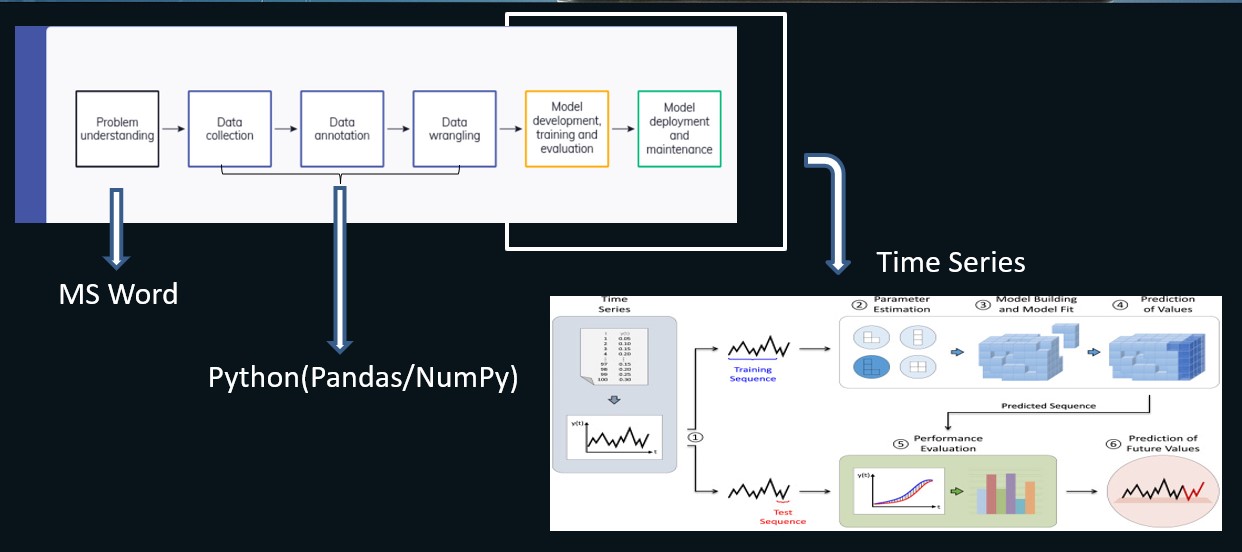 Problem
understanding
Data
collection
Data
annotation
Data
wrangling
Model
development,
training and
evaluation
Model
deployment
and
maintenance
MS Word
Python(Pandas/NumPy)
Time Series
Time
Series
t y(t)
1 0.05
2 0.10
3 0.15
4 0.20
97 0.15
98 0.20
99 0.25
100 0.30
y(t)
t
1
Training
Sequence
Test
Sequence
2 Parameter
Estimation
3 Model Building
and Model Fit
4 Prediction
of Values
Predicted Sequence
5 Performance
Evaluation
y(t)
t
6 Prediction of
Future Values